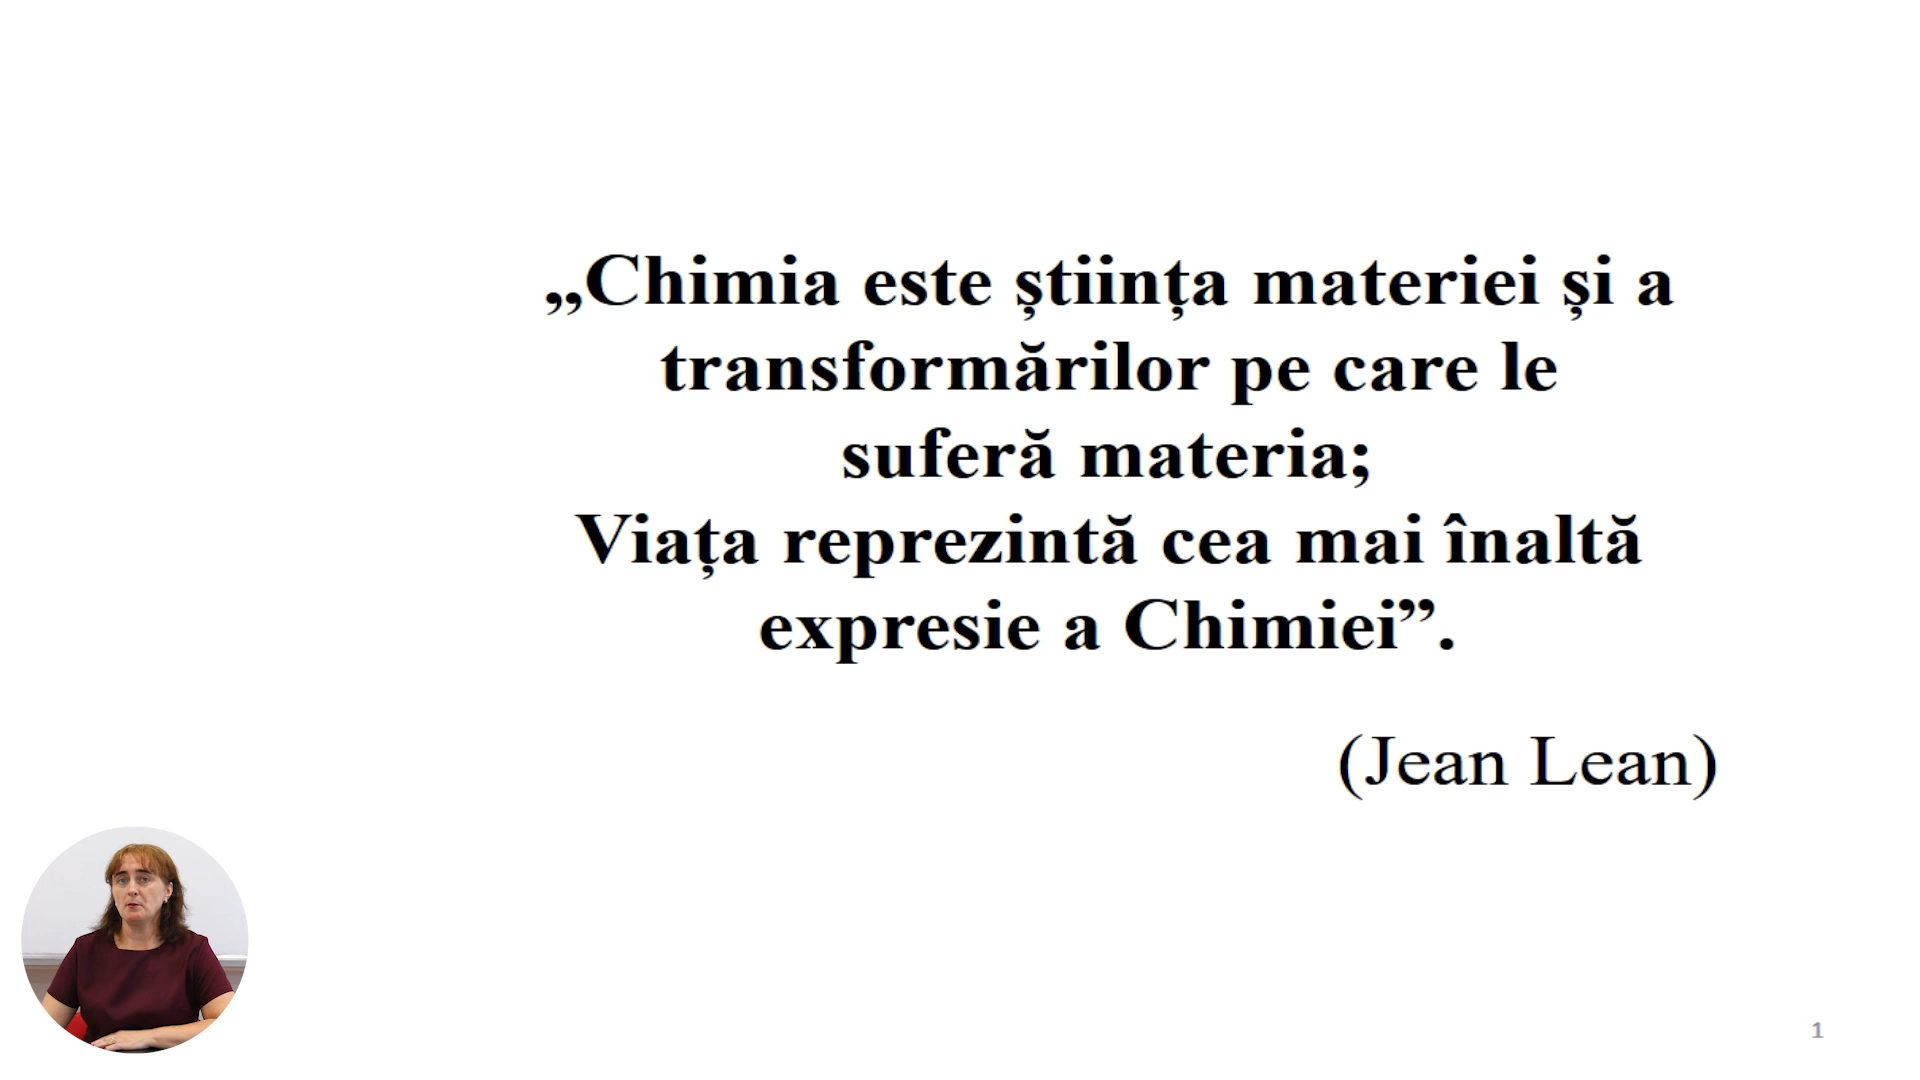 „Chimia este știința materiei și a
transformărilor pe care le
suferă materia;
Viața reprezintă cea mai înaltă
expresie a Chimiei”.
(Jean Lean)
1